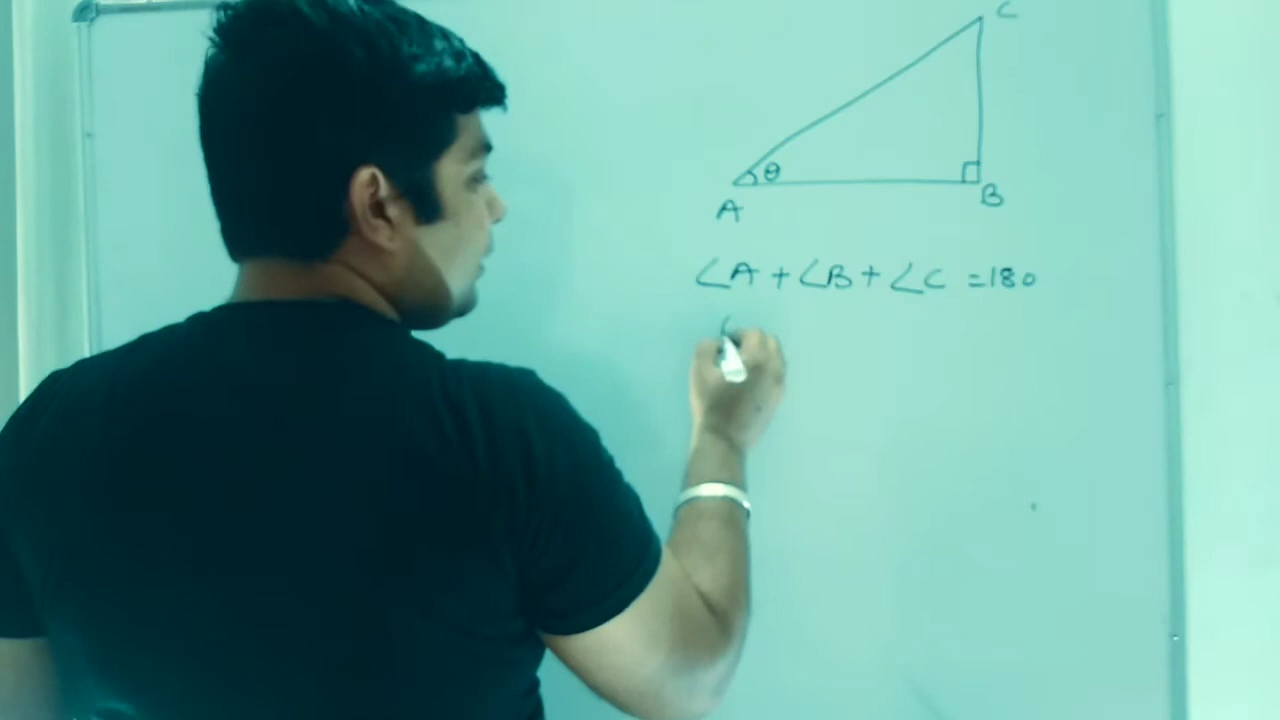 C
θ
A
B
∠A + ∠B + ∠C = 180